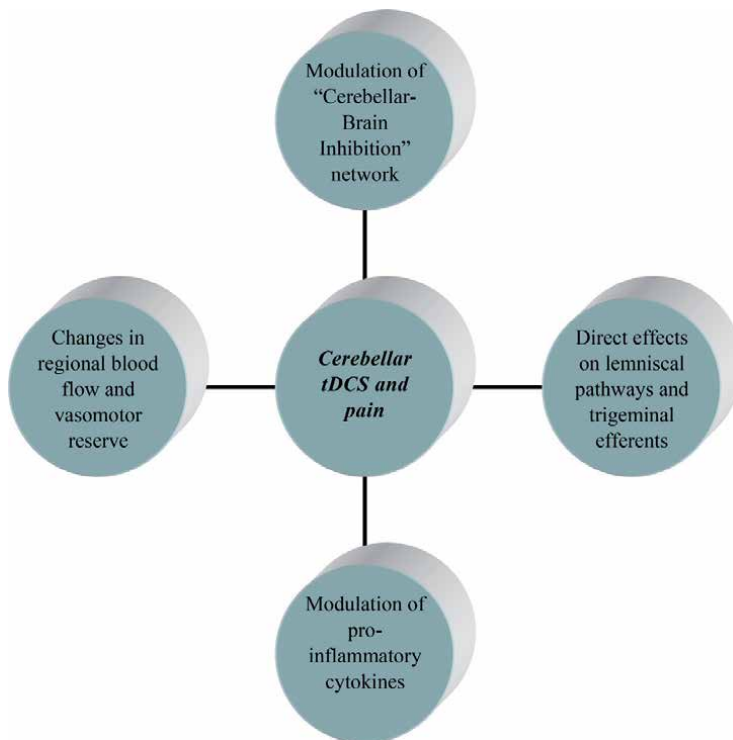 Modulation of
“Cerebellar-
Brain
Inhibition”
network
Changes in
regional blood
flow and
vasomotor
reserve
Cerebellar
tDCS and
pain
Direct effects
on lemniscal
pathways and
trigeminal
efferents
Modulation of
pro-
inflammatory
cytokines